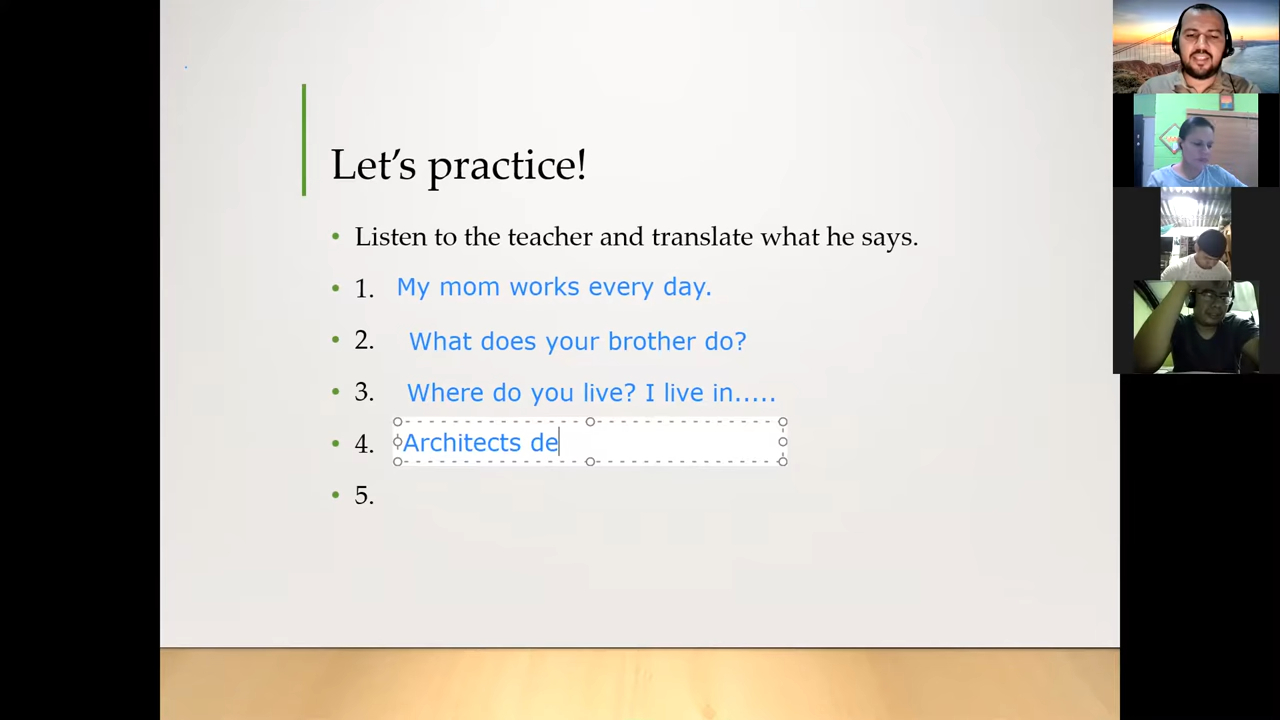 Let's practice!
• Listen to the teacher and translate what he says.
• 1. My mom works every day.
• 2. What does your brother do?
• 3. Where do you live? I live in.....
• 4. Architects de
• 5.